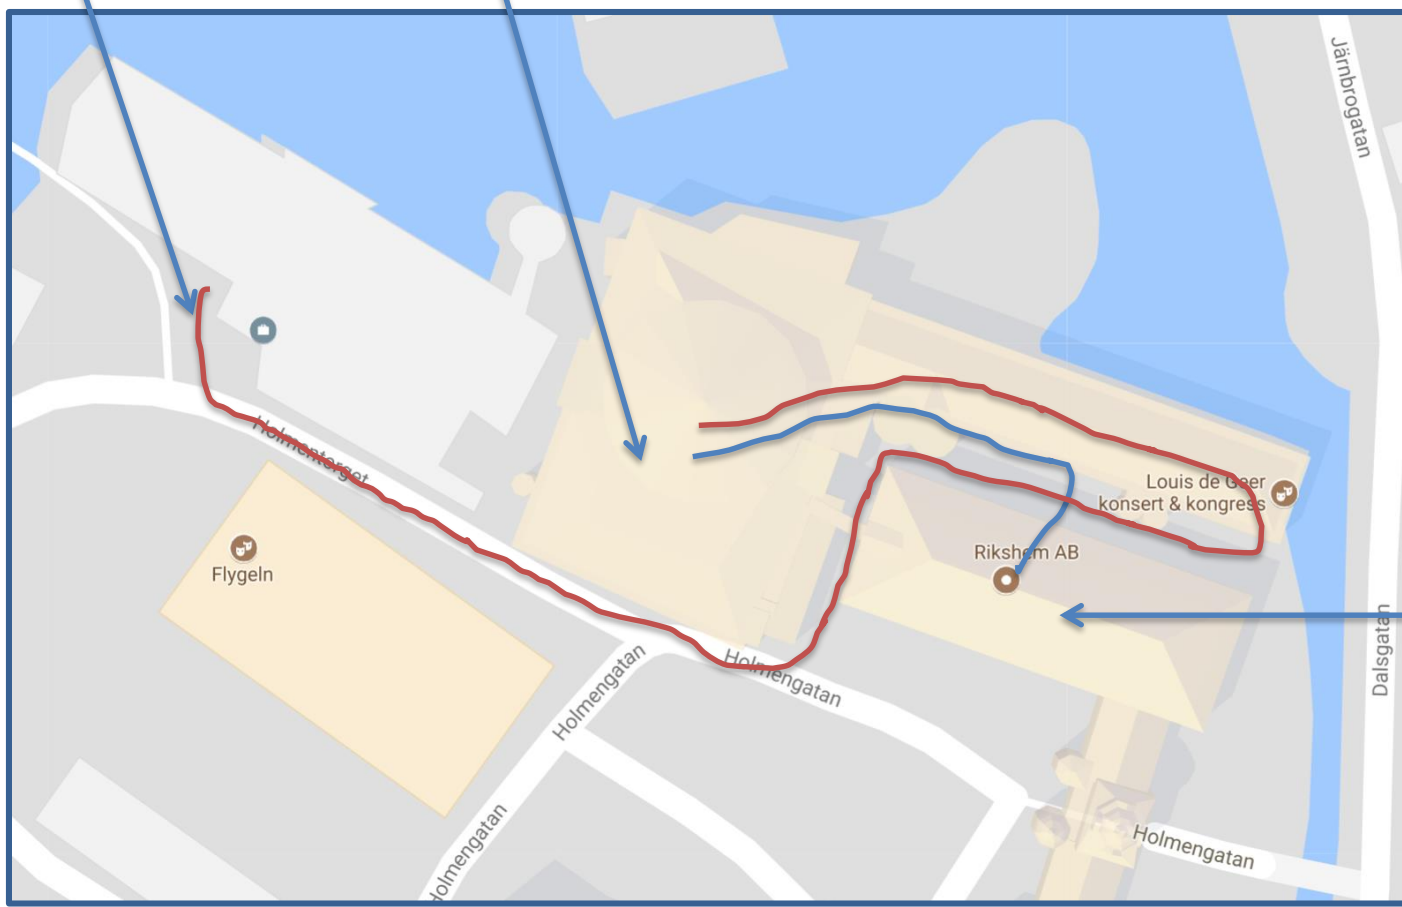 Järnbrogatan
Holmentorget
Louis de Geer
konsert & kongress
Flygeln
Rikshem AB
Holmengatan
Holmengatan
Dalsgatan
Holmengatan
Holmengatan